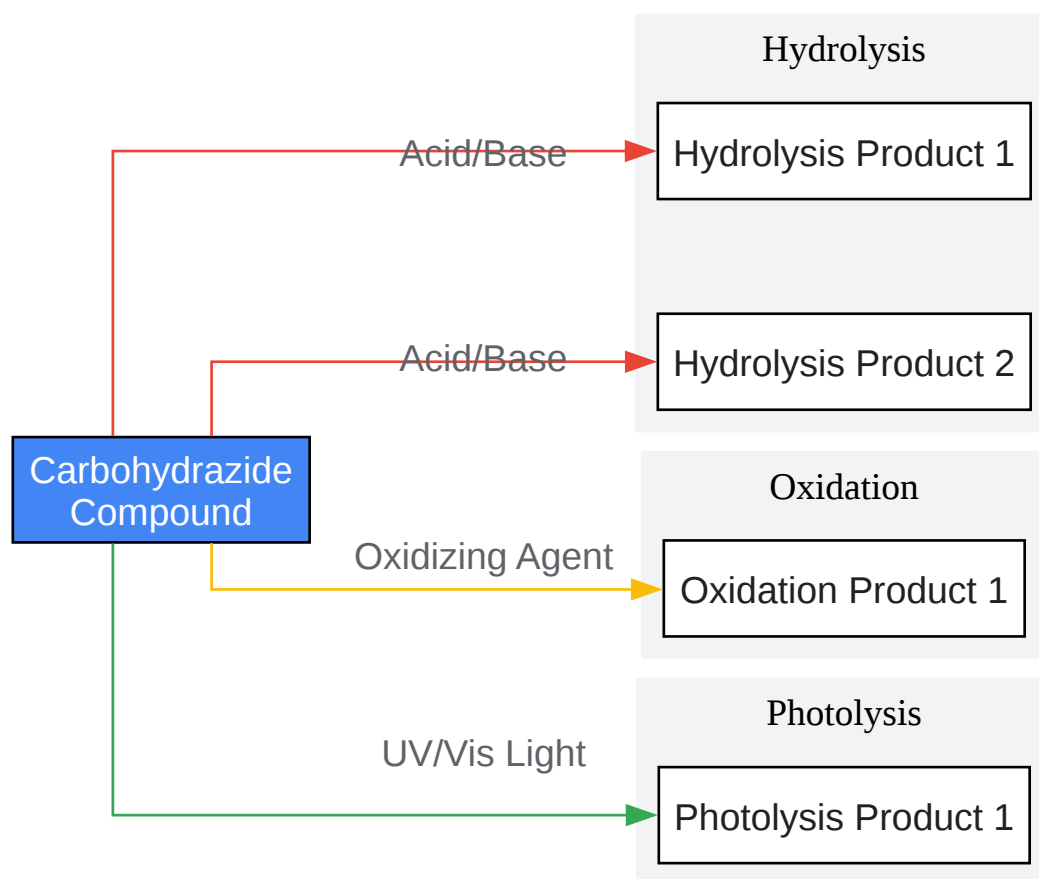 Hydrolysis
Acid/Base
Hydrolysis Product 1
Acid/Base
Hydrolysis Product 2
Carbohydrazide
Compound
Oxidation
Oxidizing Agent
Oxidation Product 1
Photolysis
UV/Vis Light
Photolysis Product 1